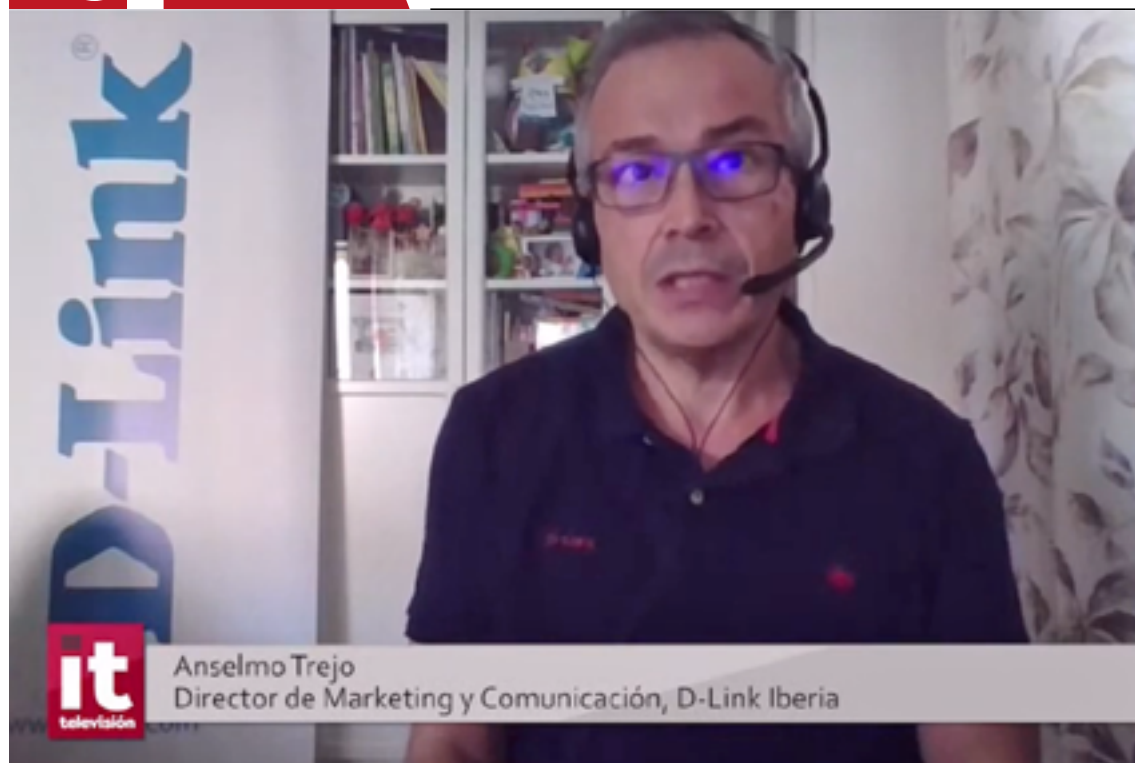 D-Link
®
it
televisión
Anselmo Trejo
Director de Marketing y Comunicación, D-Link Iberia